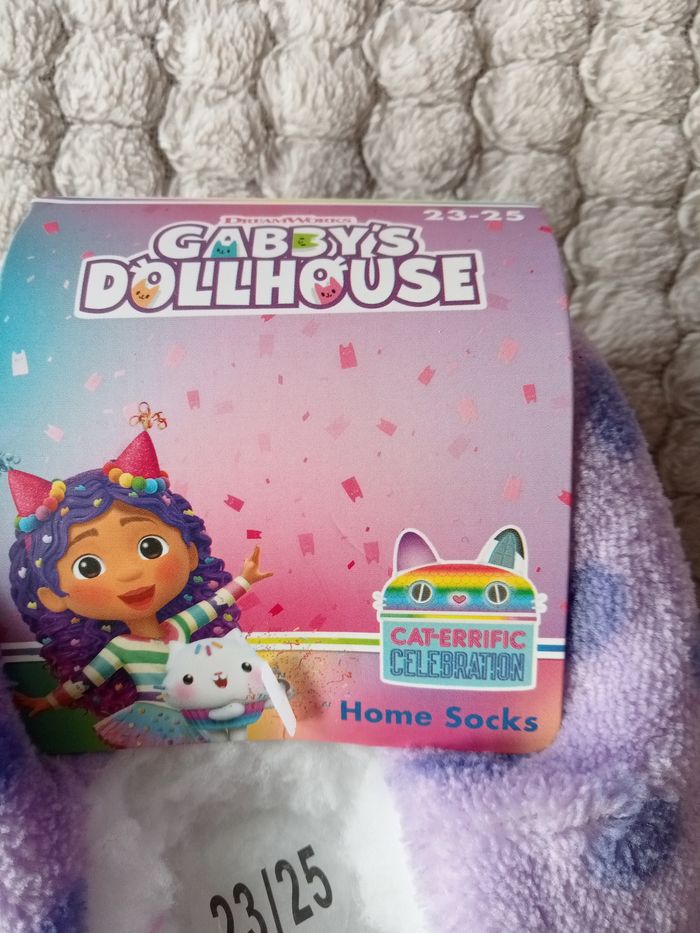 DREAMWORKS
23-25
GABBY'S
DOLLHOUSE
CAT-ERRIFIC
CELEBRATION
Home Socks
23/25